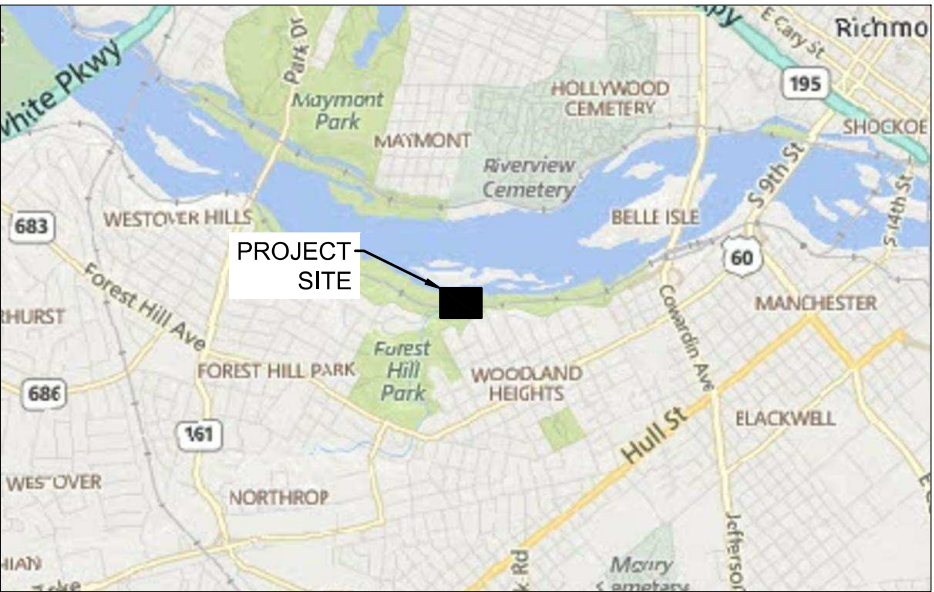 Richmo
xpy
E Cary St
195
Park Dr
White Pkwy
Maymont
Park
HOLLYWOOD
CEMETERY
MAYMONT
SHOCKOE
Riverview
Cemetery
S 9th St
S 14th St
683
WESTOVER HILLS
BELLE ISLE
PROJECT
SITE
60
Forest Hill Ave
RHURST
Cowardin Ave
MANCHESTER
Forest
Hill
Park
FOREST HILL PARK
WOODLAND
HEIGHTS
686
161
Hull St
BLACKWELL
WESTOVER
NORTHROP
Jefferso
k Rd
HIAN